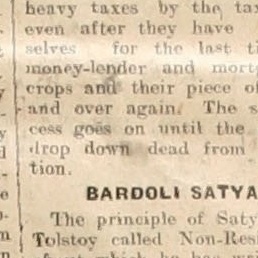 heavy taxes by the tax
even after they have
selves for the last t
money-lender and mort
crops and their piece of
and over again. The s
cess goes on until the
drop down dead from
tion.
BARDOLI SATYA
The principle of Saty
Tolstoy called Non-Res